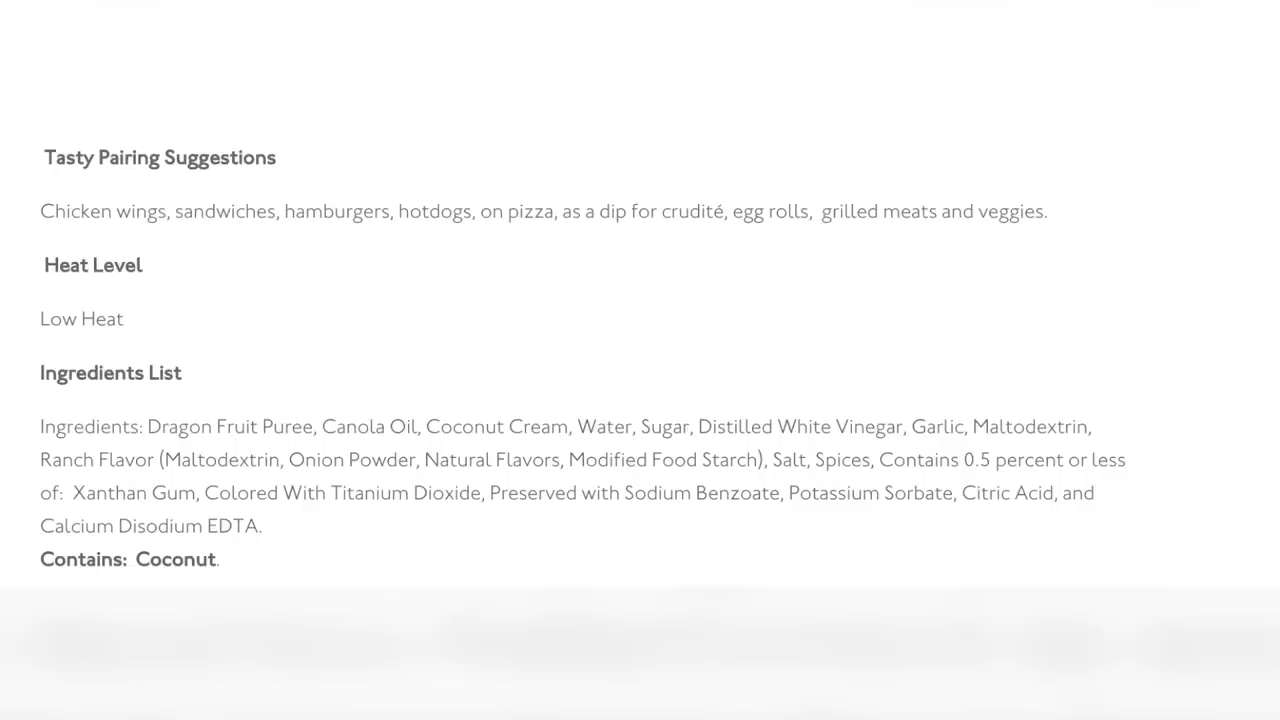 Tasty Pairing Suggestions
Chicken wings, sandwiches, hamburgers, hotdogs, on pizza, as a dip for crudité, egg rolls,  grilled meats and veggies.
Heat Level
Low Heat
Ingredients List
Ingredients: Dragon Fruit Puree, Canola Oil, Coconut Cream, Water, Sugar, Distilled White Vinegar, Garlic, Maltodextrin,
Ranch Flavor (Maltodextrin, Onion Powder, Natural Flavors, Modified Food Starch), Salt, Spices, Contains 0.5 percent or less
of:  Xanthan Gum, Colored With Titanium Dioxide, Preserved with Sodium Benzoate, Potassium Sorbate, Citric Acid, and
Calcium Disodium EDTA.
Contains:  Coconut.